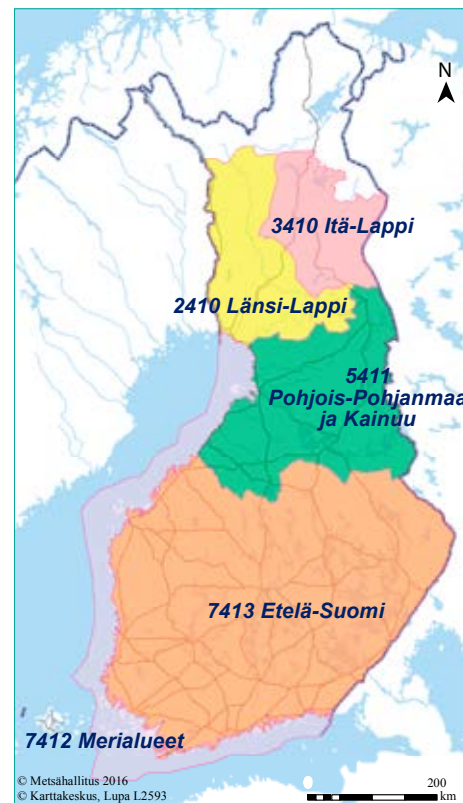 N
3410 Itä-Lappi
2410 Länsi-Lappi
5411
Pohjois-Pohjanmaa
ja Kainuu
7413 Etelä-Suomi
7412 Merialueet
© Metsähallitus 2016
© Karttakeskus, Lupa L2593
200
km